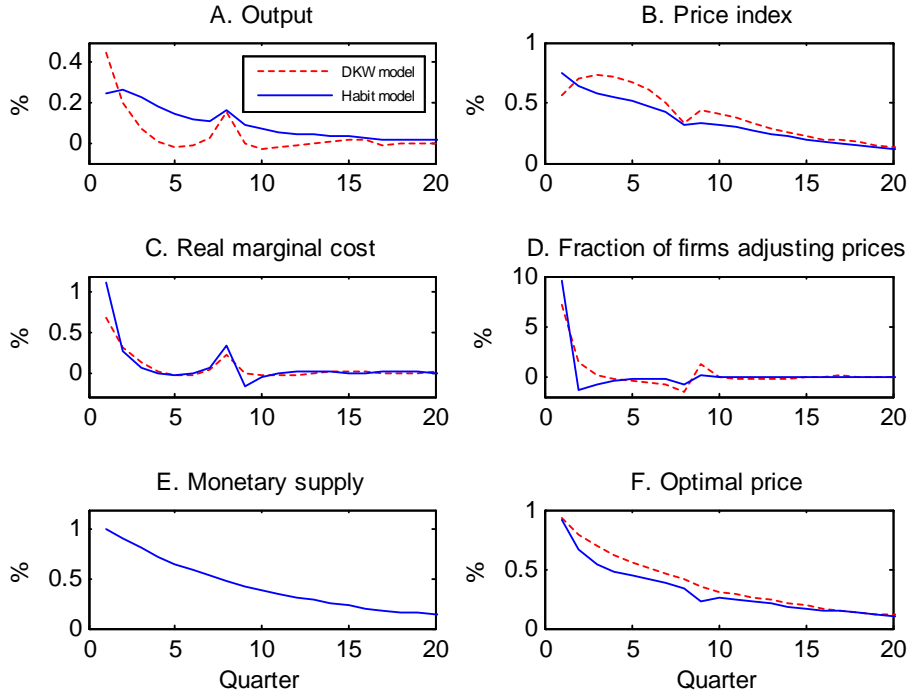 A. Output
0.4
0.2
0
%
DKW model
Habit model
0 5 10 15 20
B. Price index
1
0.5
0
%
0 5 10 15 20
C. Real marginal cost
1
0.5
0
%
0 5 10 15 20
D. Fraction of firms adjusting prices
10
5
0
%
0 5 10 15 20
E. Monetary supply
1
0.5
0
%
0 5 10 15 20
Quarter
F. Optimal price
1
0.5
0
%
0 5 10 15 20
Quarter